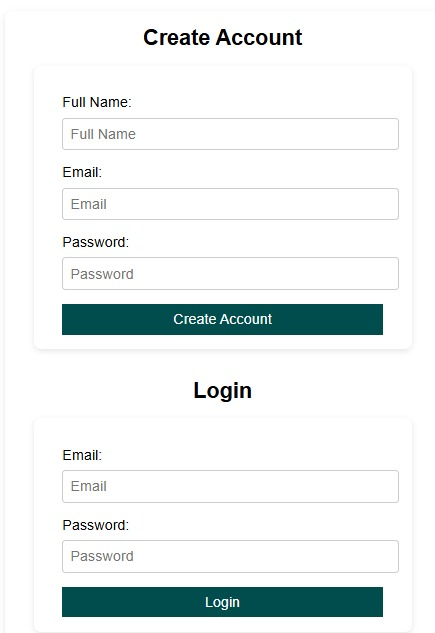 Create Account
Full Name:
Full Name
Email:
Email
Password:
Password
Create Account
Login
Email:
Email
Password:
Password
Login